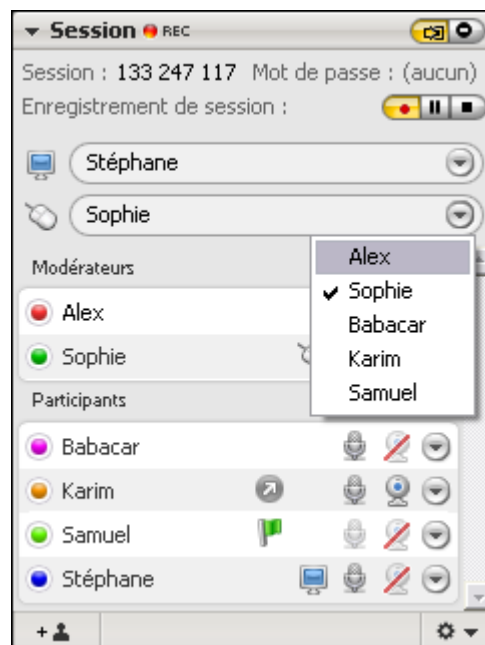 Session REC
Session : 133 247 117 Mot de passe : (aucun)
Enregistrement de session :
Stéphane
Sophie
Alex
Sophie
Babacar
Karim
Samuel
Modérateurs
Alex
Sophie
Participants
Babacar
Karim
Samuel
Stéphane